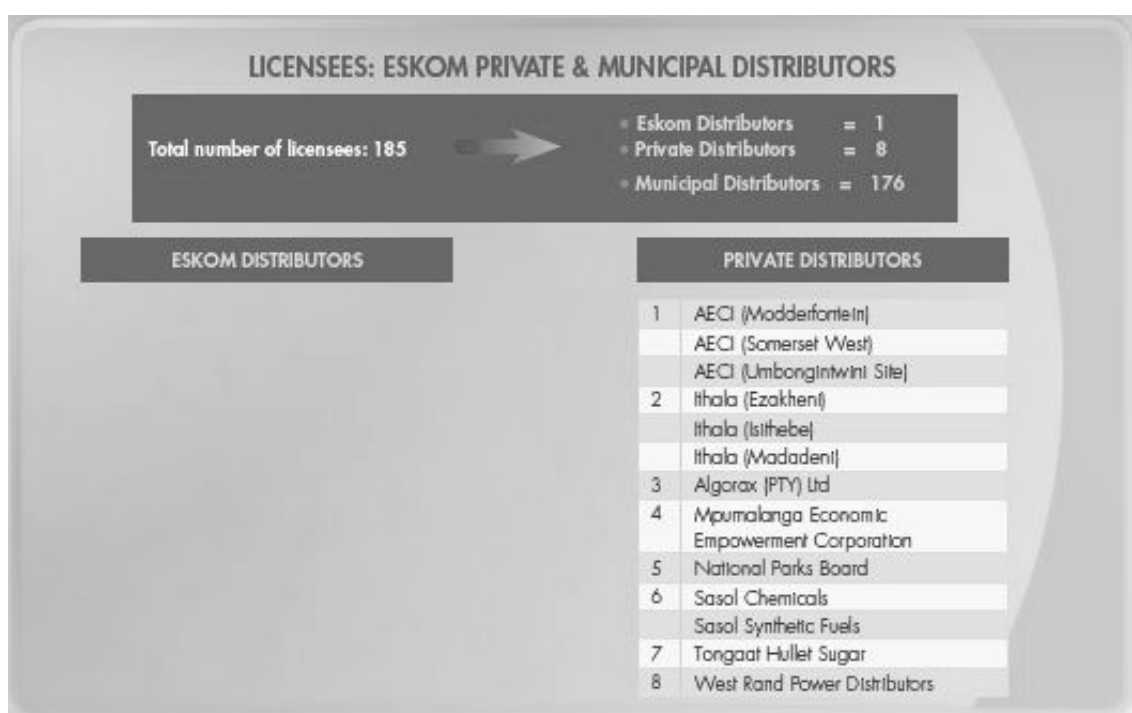 LICENSEES: ESKOM PRIVATE & MUNICIPAL DISTRIBUTORS
Total number of licensees: 185
• Eskom Distributors = 1
• Private Distributors = 8
• Municipal Distributors = 176
ESKOM DISTRIBUTORS
PRIVATE DISTRIBUTORS
1 AECI (Modderfontein)
AECI (Somerset West)
AECI (Umbongintwini Site)
2 Ithala (Ezakheni)
Ithala (Isithebe)
Ithala (Madadeni)
3 Algorax (PTY) Ltd
4 Mpumalanga Economic
Empowerment Corporation
5 National Parks Board
6 Sasol Chemicals
Sasol Synthetic Fuels
7 Tongaat Hullet Sugar
8 West Rand Power Distributors